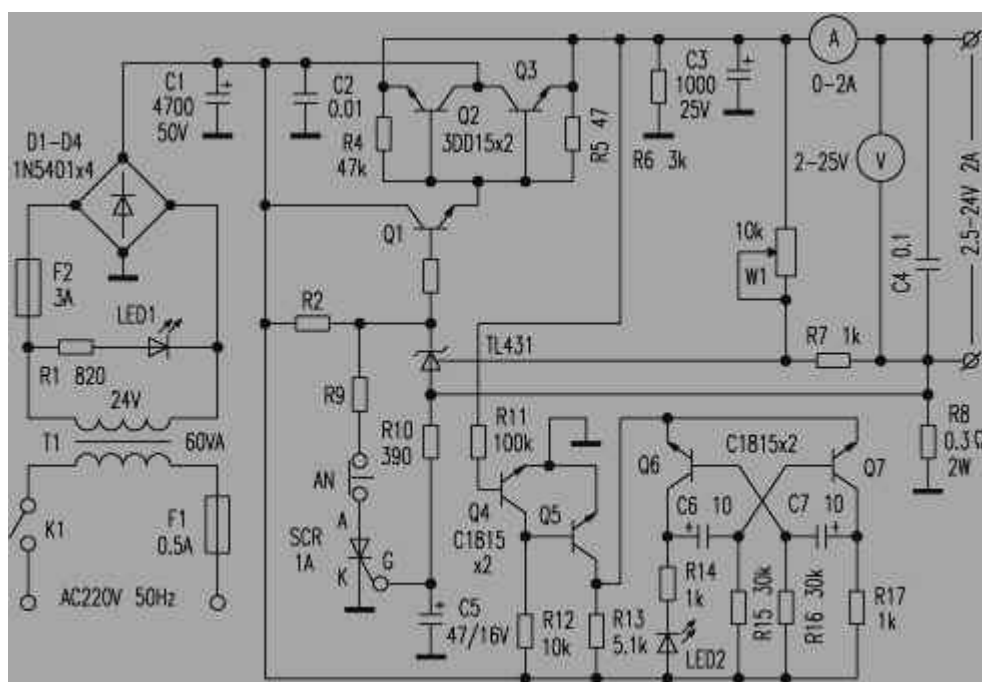 C1
4700
50V
D1-D4
1N5401x4
F2
3A
LED1
R1 820
24V
T1
60VA
K1
F1
0.5A
AC220V 50Hz
C2
0.01
R4
47k
Q2
3DD15x2
Q3
R5 47
R6 3k
C3
1000
25V
A
0-2A
2-25V
V
2.5-24V 2A
C4 0.1
10k
W1
Q1
R2
TL431
R7 1k
R8
0.3Ω
2W
R9
R10
390
R11
100k
AN
A
SCR
1A
K
G
C5
47/16V
Q4
C1815
x2
Q5
R12
10k
R13
5.1k
Q6
C1815x2
Q7
C6 10
C7 10
R14
1k
LED2
R15 30k
R16 30k
R17
1k